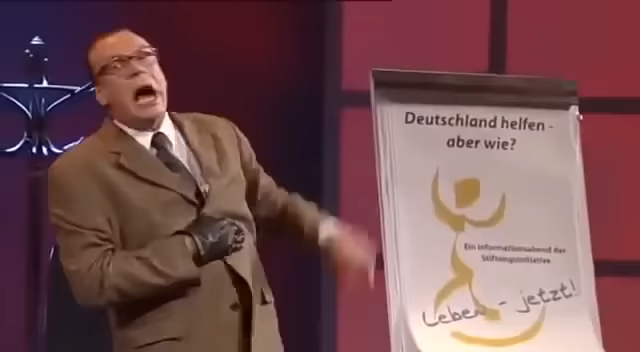 Deutschland helfen -
aber wie?
Ein Informationsabend der
Stiftungsinitiative
Leben - jetzt!